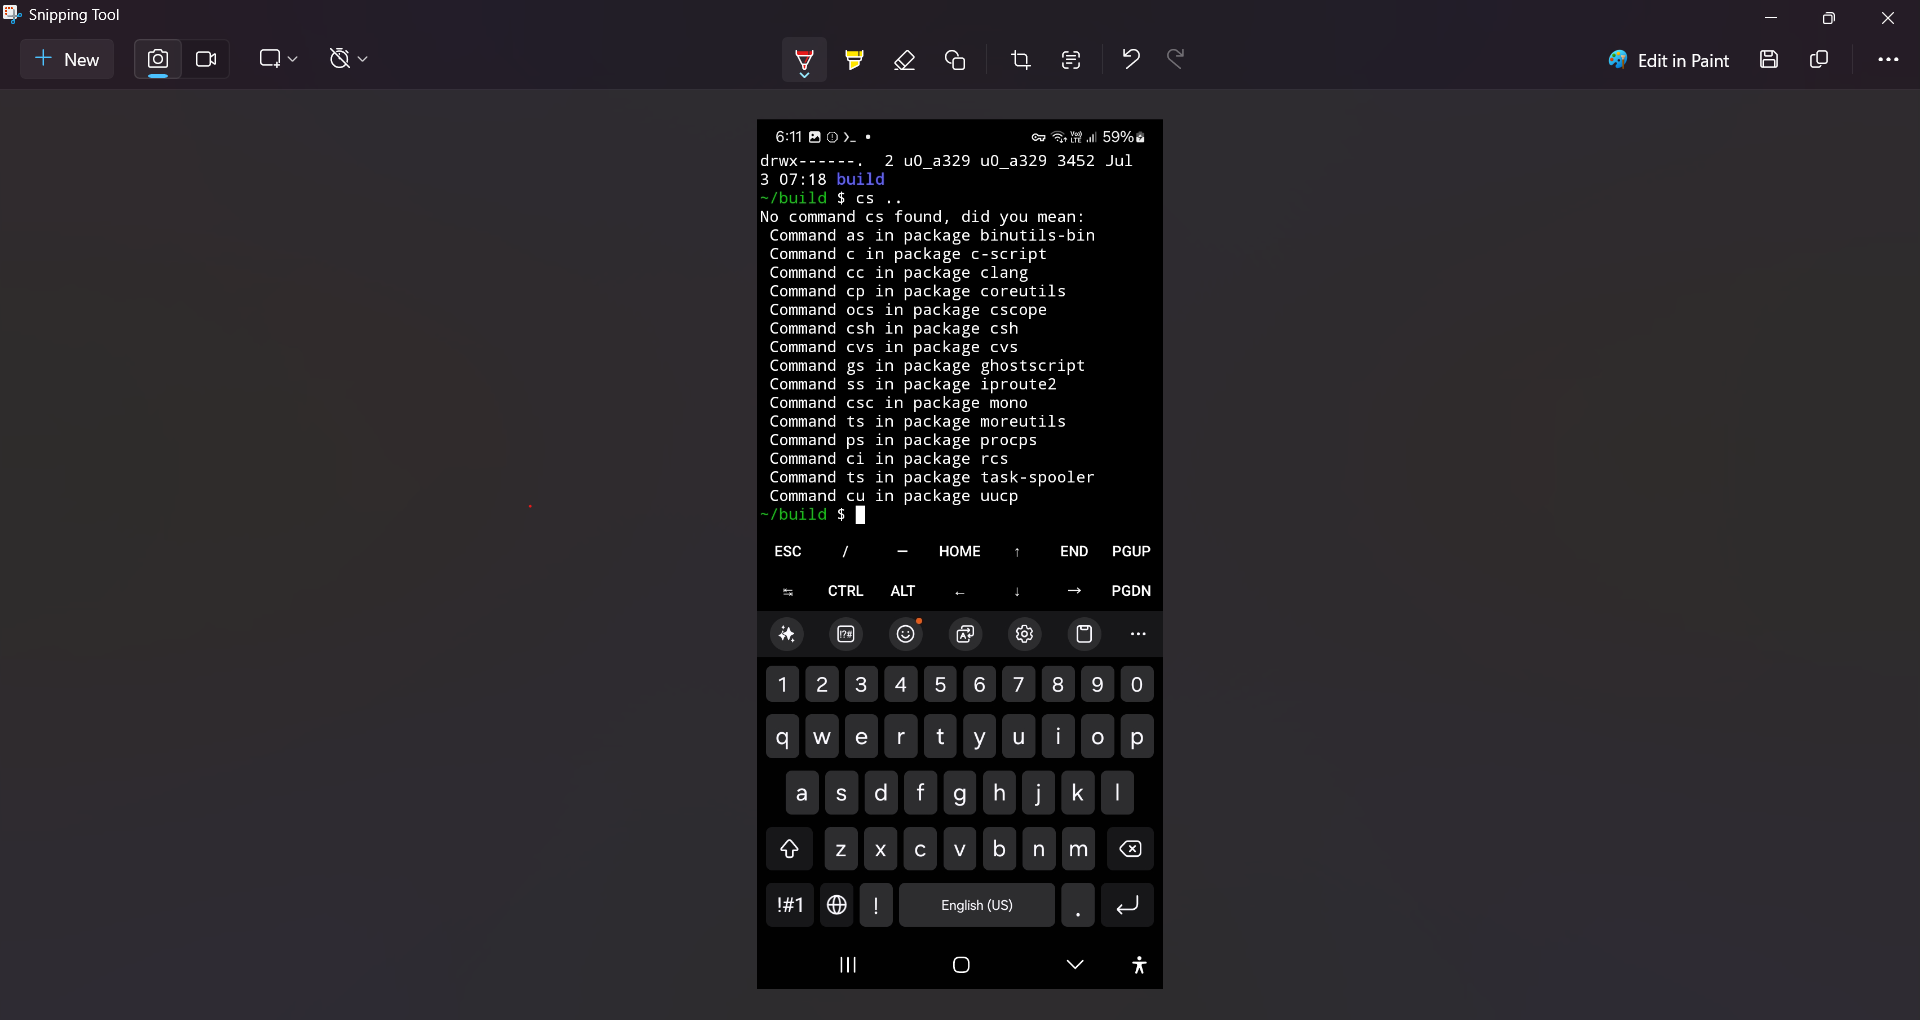 Snipping Tool
New
Edit in Paint
6:11 59%
drwx------. 2 u0_a329 u0_a329 3452 Jul
3 07:18 build
~/build $ cs ..
No command cs found, did you mean:
Command as in package binutils-bin
Command c in package c-script
Command cc in package clang
Command cp in package coreutils
Command ocs in package cscope
Command csh in package csh
Command cvs in package cvs
Command gs in package ghostscript
Command ss in package iproute2
Command csc in package mono
Command ts in package moreutils
Command ps in package procps
Command ci in package rcs
Command ts in package task-spooler
Command cu in package uucp
~/build $
ESC / — HOME ↑ END PGUP
↹ CTRL ALT ← ↓ → PGDN
!?#
1 2 3 4 5 6 7 8 9 0
q w e r t y u i o p
a s d f g h j k l
z x c v b n m
!#1 ! English (US) .